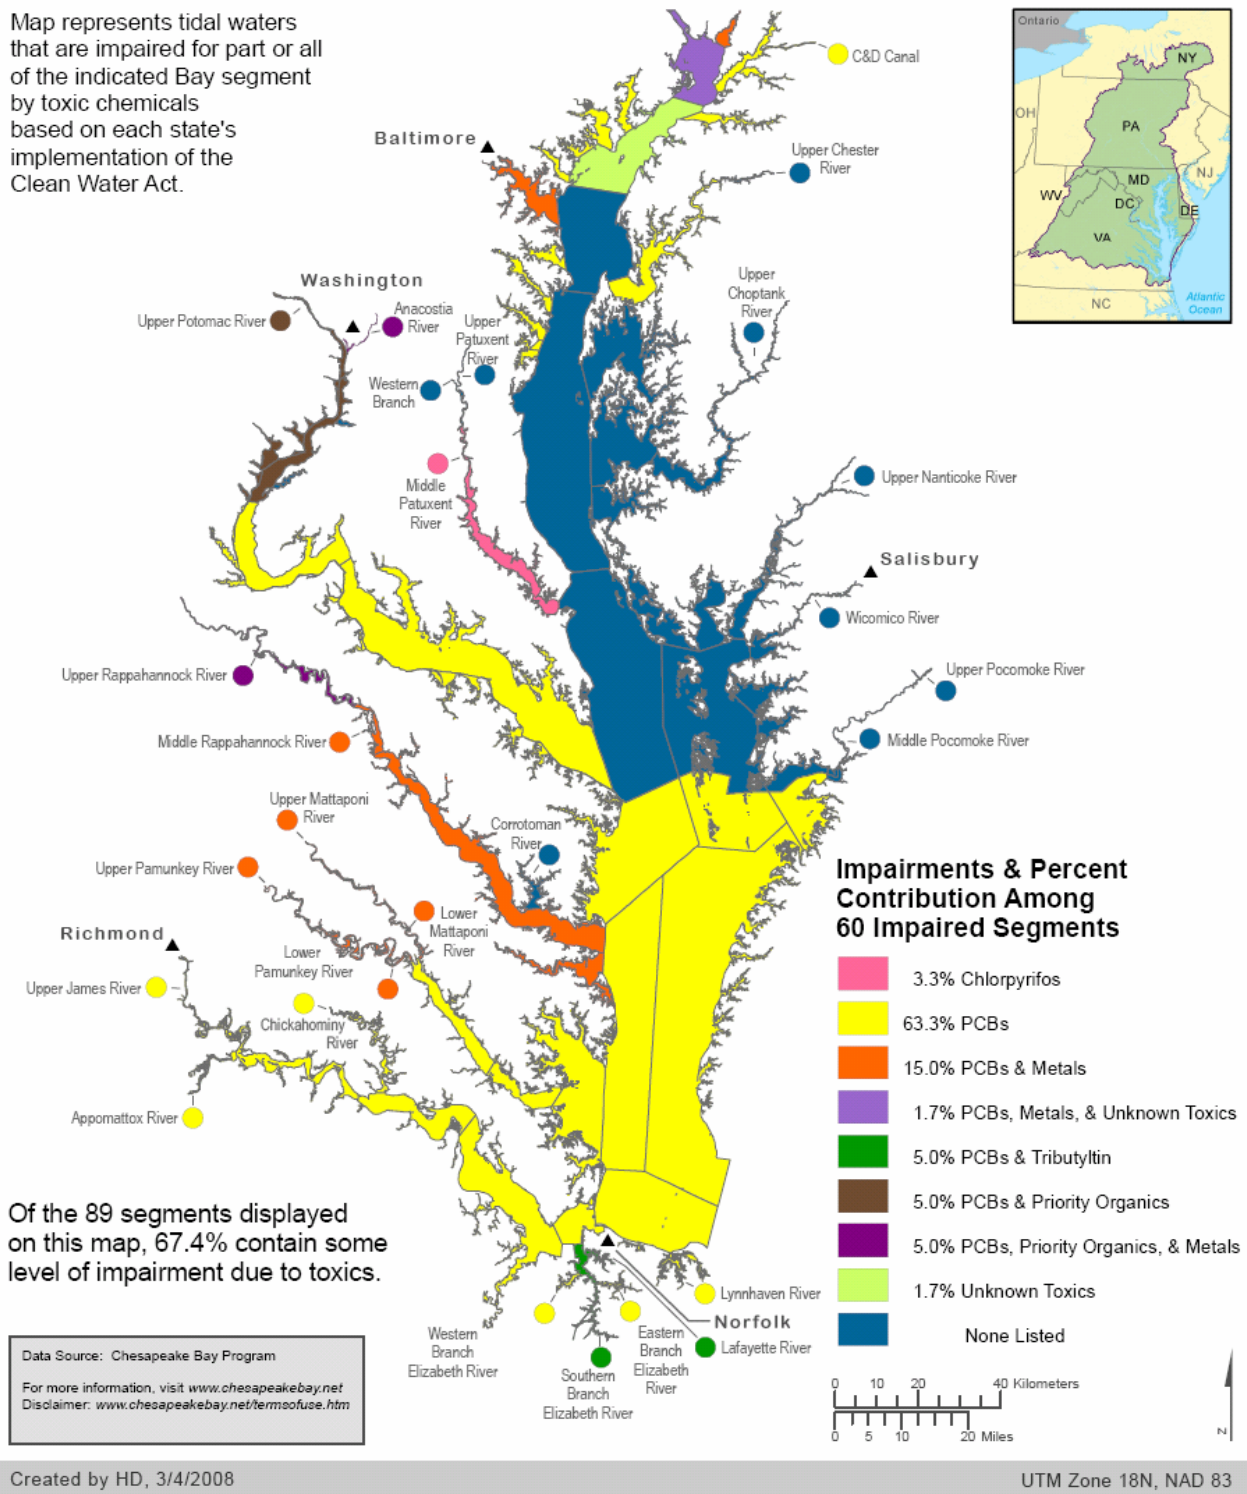 Map represents tidal waters
that are impaired for part or all
of the indicated Bay segment
by toxic chemicals
based on each state's
implementation of the
Clean Water Act.
C&D Canal
Baltimore
Upper Chester
River
Ontario
NY
OH
PA
NJ
MD
WV
DC
DE
VA
NC
Atlantic
Ocean
Washington
Upper Potomac River
Anacostia
River
Upper
Patuxent
River
Western
Branch
Upper
Choptank
River
Middle
Patuxent
River
Upper Nanticoke River
Salisbury
Wicomico River
Upper Rappahannock River
Upper Pocomoke River
Middle Rappahannock River
Middle Pocomoke River
Upper Mattaponi
River
Corrotoman
River
Upper Pamunkey River
Lower
Mattaponi
River
Richmond
Lower
Pamunkey River
Upper James River
Chickahominy
River
Appomattox River
Impairments & Percent
Contribution Among
60 Impaired Segments
3.3% Chlorpyrifos
63.3% PCBs
15.0% PCBs & Metals
1.7% PCBs, Metals, & Unknown Toxics
5.0% PCBs & Tributyltin
5.0% PCBs & Priority Organics
5.0% PCBs, Priority Organics, & Metals
1.7% Unknown Toxics
None Listed
Of the 89 segments displayed
on this map, 67.4% contain some
level of impairment due to toxics.
Lynnhaven River
Norfolk
Lafayette River
Western
Branch
Elizabeth River
Eastern
Branch
Elizabeth
River
Southern
Branch
Elizabeth River
0 10 20 40 Kilometers
0 5 10 20 Miles
N
Data Source: Chesapeake Bay Program
For more information, visit www.chesapeakebay.net
Disclaimer: www.chesapeakebay.net/termsofuse.htm
Created by HD, 3/4/2008
UTM Zone 18N, NAD 83